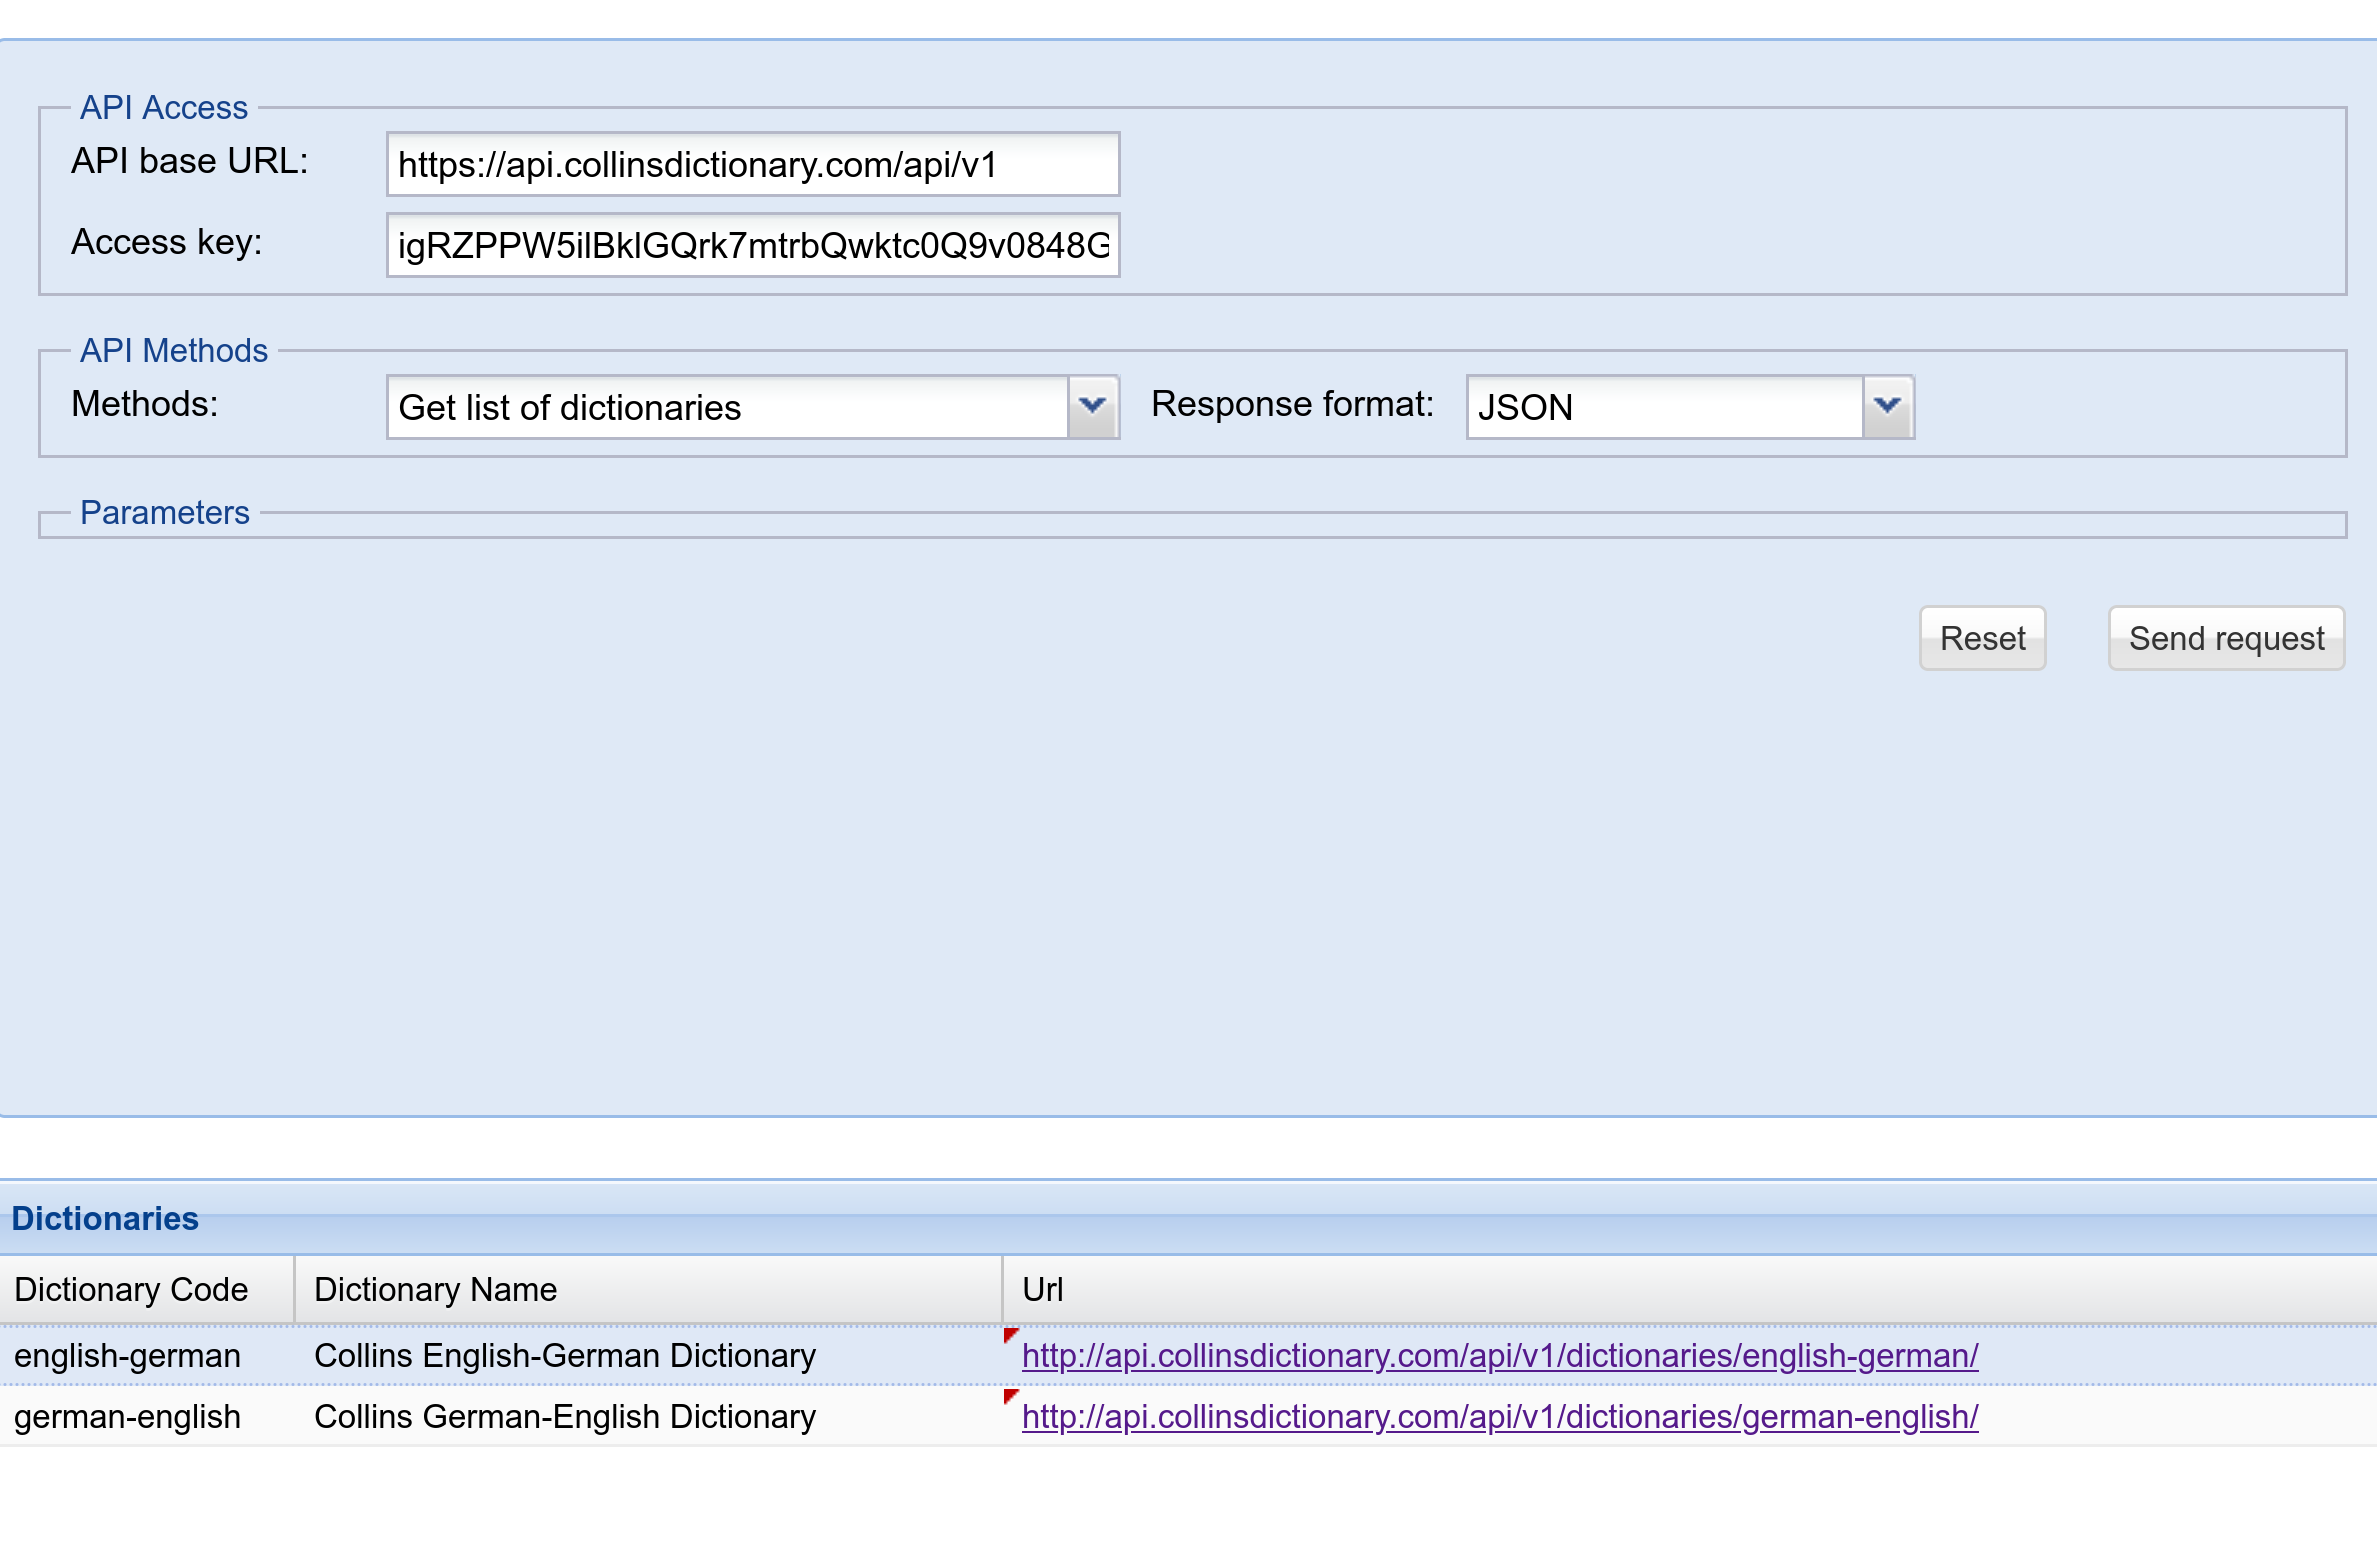 API Access
API base URL: https://api.collinsdictionary.com/api/v1
Access key: igRZPPW5ilBklGQrk7mtrbQwktc0Q9v0848G
API Methods
Methods: Get list of dictionaries Response format: JSON
Parameters
Reset Send request
Dictionaries
Dictionary Code Dictionary Name Url
english-german Collins English-German Dictionary http://api.collinsdictionary.com/api/v1/dictionaries/english-german/
german-english Collins German-English Dictionary http://api.collinsdictionary.com/api/v1/dictionaries/german-english/